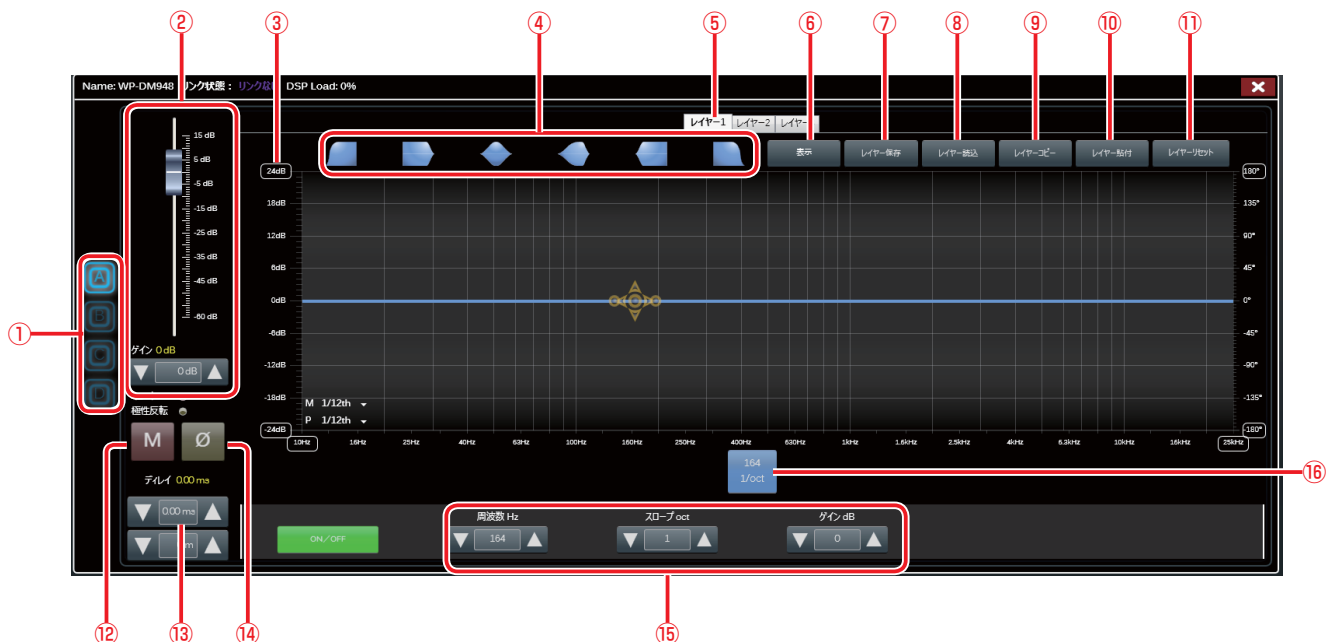 ② ③ ④ ⑤ ⑥ ⑦ ⑧ ⑨ ⑩ ⑪
Name: WP-DM948 リンク状態： DSP Load: 0%
レイヤー1 レイヤー2
表示 レイヤー保存 レイヤー読込 レイヤーコピー レイヤー貼付 レイヤーリセット
15 dB
5 dB
-5 dB
-15 dB
-25 dB
-35 dB
-45 dB
-60 dB
24dB
18dB
12dB
6dB
0dB
-6dB
-12dB
-18dB
-24dB
180°
135°
90°
45°
0°
-45°
-90°
-135°
-180°
①
A
B
C
D
ゲイン 0 dB
0 dB
極性反転
M Ø
M 1/12th
P 1/12th
10Hz 16Hz 25Hz 40Hz 63Hz 100Hz 160Hz 250Hz 400Hz 630Hz 1kHz 1.6kHz 2.5kHz 4kHz 6.3kHz 10kHz 16kHz 25kHz
164
1/oct
⑯
ディレイ 0.00 ms
0.00 ms
ON／OFF
周波数 Hz スロープ oct ゲイン dB
164 1 0
⑫ ⑬ ⑭ ⑮